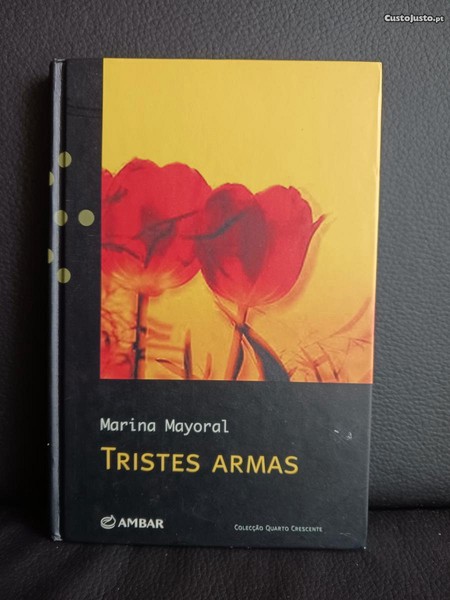 CustoJusto.pt
Marina Mayoral
TRISTES ARMAS
AMBAR
COLECÇÃO QUARTO CRESCENTE